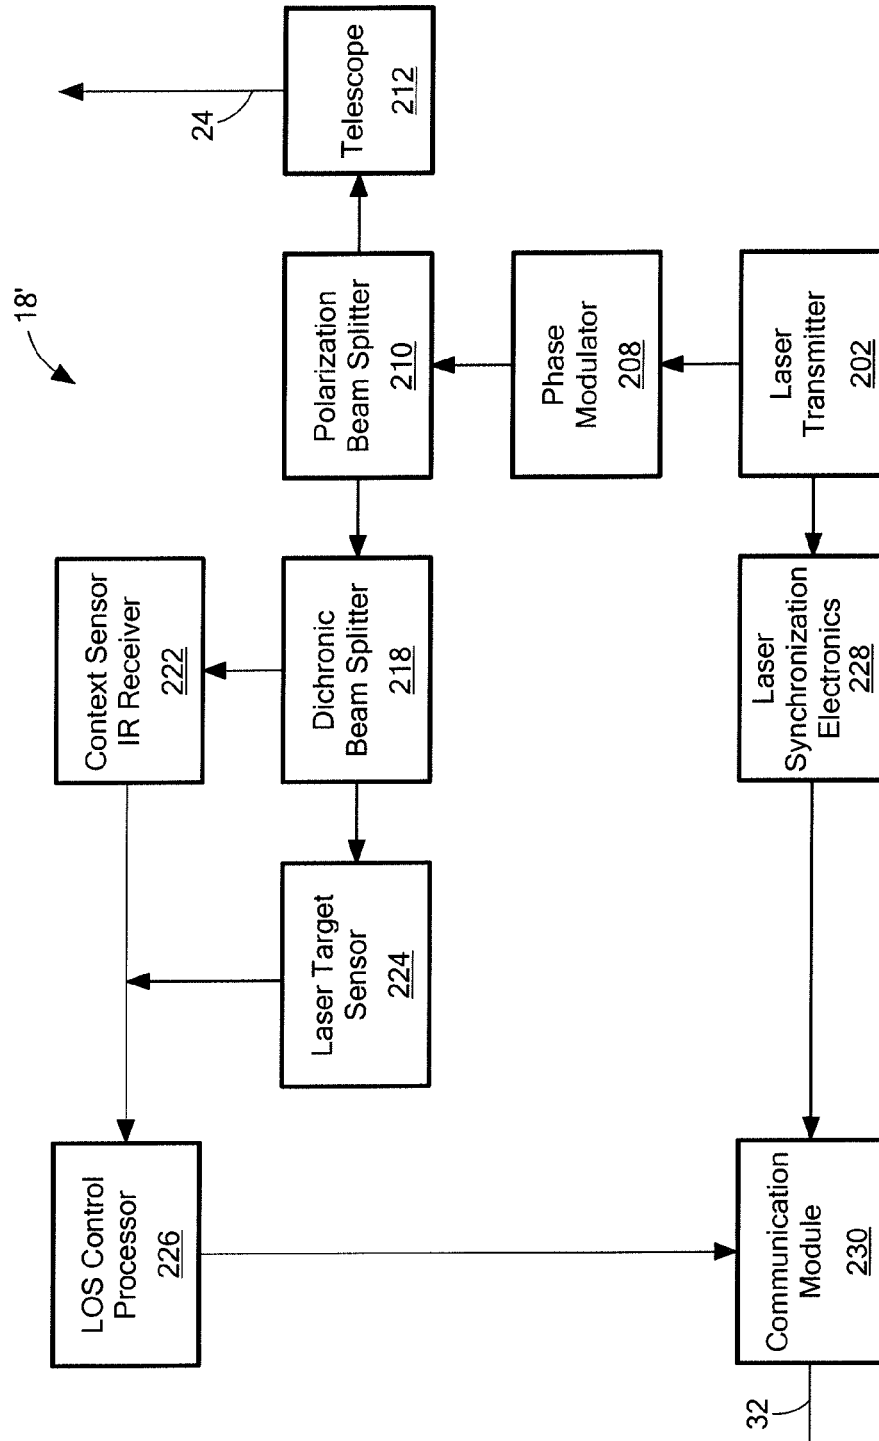 18'
LOS Control
Processor
226
Context Sensor
IR Receiver
222
24
Laser Target
Sensor
224
Dichronic
Beam Splitter
218
Polarization
Beam Splitter
210
Telescope
212
Phase
Modulator
208
32
Communication
Module
230
Laser
Synchronization
Electronics
228
Laser
Transmitter
202